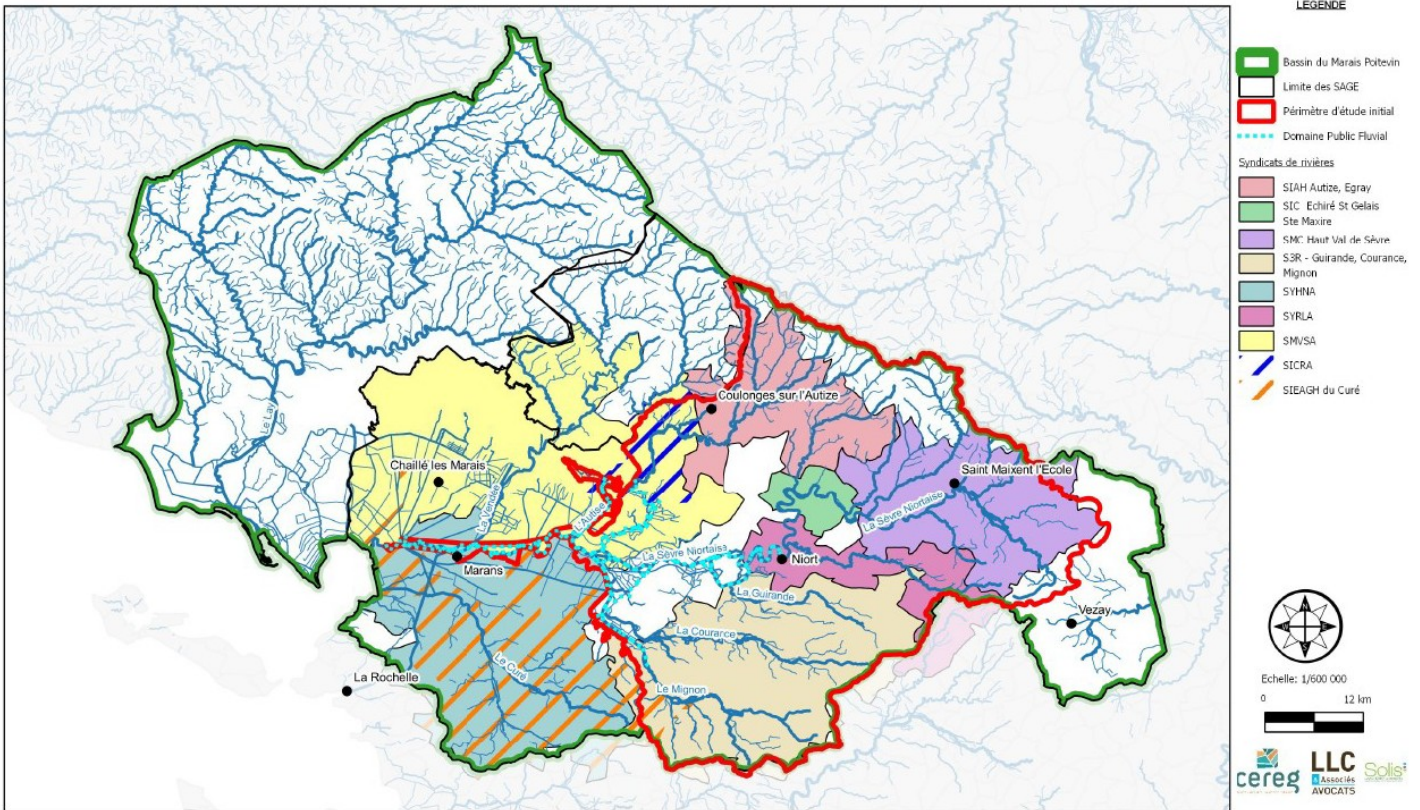 LEGENDE
Bassin du Marais Poitevin
Limite des SAGE
Périmètre d'étude initial
Domaine Public Fluvial
Syndicats de rivières
SIAH Autize, Egray
SIC Echiré St Gelais
Ste Maxire
SMC Haut Val de Sèvre
S3R - Guirande, Courance,
Mignon
SYHNA
SYRLA
SMVSA
SICRA
SIEAGH du Curé
Coulonges sur l'Autize
Le Lay
Chaillé les Marais
Saint Maixent l'Ecole
La Vendée
L'Autise
La Sèvre Niortaise
La Sèvre Niortaise
Marans
Niort
La Guirande
Vezay
La Courance
Le Curé
La Rochelle
Le Mignon
Echelle: 1/600 000
0 12 km
cereg
LLC
& Associés
AVOCATS
Solis